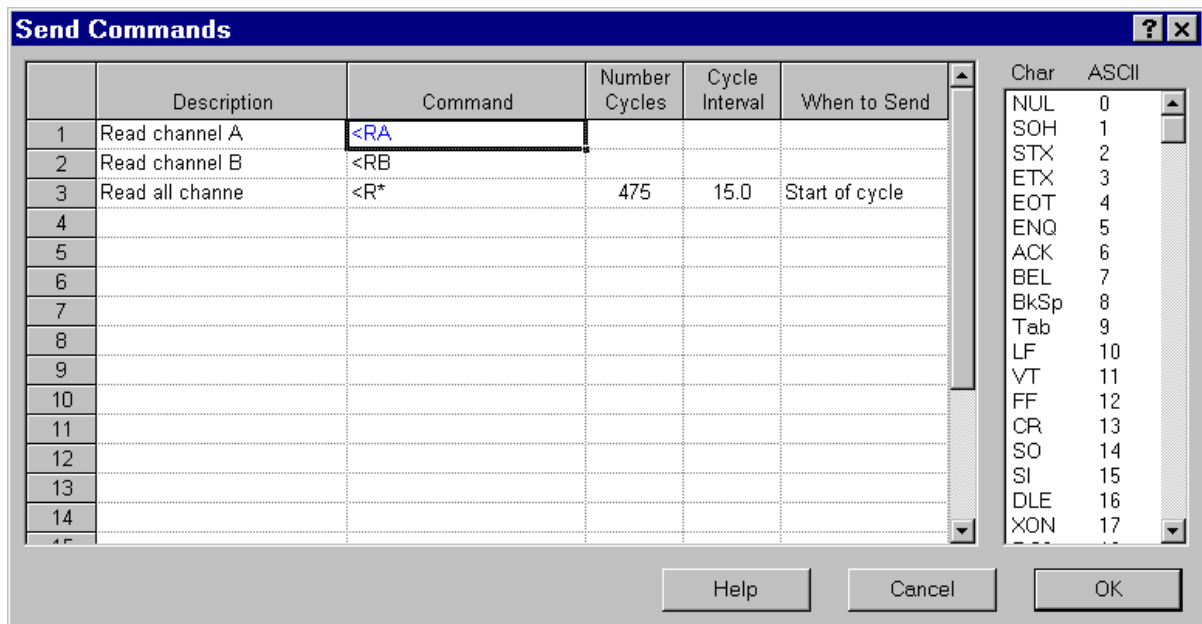 Send Commands
Description Command Number Cycles Cycle Interval When to Send
1 Read channel A <RA
2 Read channel B <RB
3 Read all channe <R* 475 15.0 Start of cycle
4
5
6
7
8
9
10
11
12
13
14
Char ASCII
NUL 0
SOH 1
STX 2
ETX 3
EOT 4
ENQ 5
ACK 6
BEL 7
BkSp 8
Tab 9
LF 10
VT 11
FF 12
CR 13
SO 14
SI 15
DLE 16
XON 17
Help Cancel OK